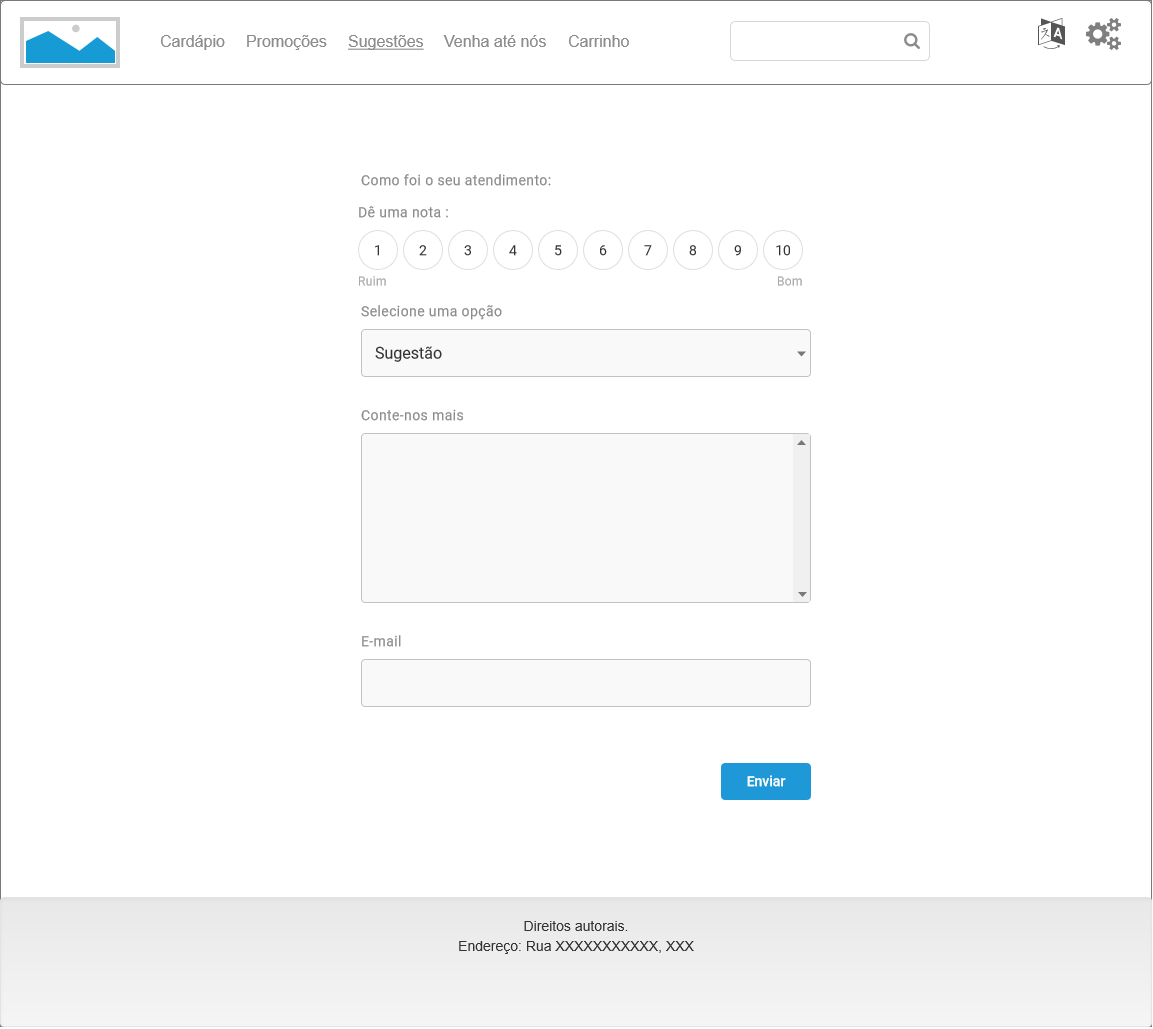 Cardápio Promoções Sugestões Venha até nós Carrinho
Como foi o seu atendimento:
Dê uma nota :
1 2 3 4 5 6 7 8 9 10
Ruim Bom
Selecione uma opção
Sugestão
Conte-nos mais
E-mail
Enviar
Direitos autorais.
Endereço: Rua XXXXXXXXXXX, XXX